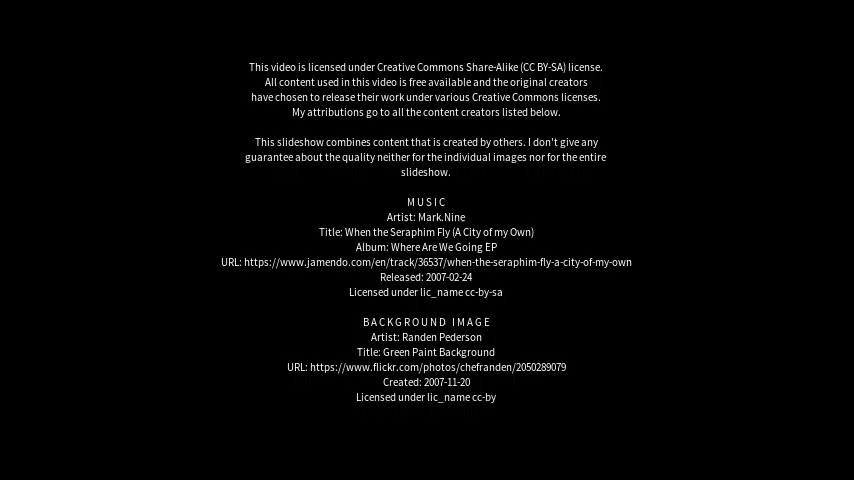 This video is licensed under Creative Commons Share-Alike (CC BY-SA) license.
All content used in this video is free available and the original creators
have chosen to release their work under various Creative Commons licenses.
My attributions go to all the content creators listed below.
This slideshow combines content that is created by others. I don't give any
guarantee about the quality neither for the individual images nor for the entire
slideshow.
MUSIC
Artist: Mark.Nine
Title: When the Seraphim Fly (A City of my Own)
Album: Where Are We Going EP
URL: https://www.jamendo.com/en/track/36537/when-the-seraphim-fly-a-city-of-my-own
Released: 2007-02-24
Licensed under lic_name cc-by-sa
BACKGROUND IMAGE
Artist: Randen Pederson
Title: Green Paint Background
URL: https://www.flickr.com/photos/chefranden/2050289079
Created: 2007-11-20
Licensed under lic_name cc-by